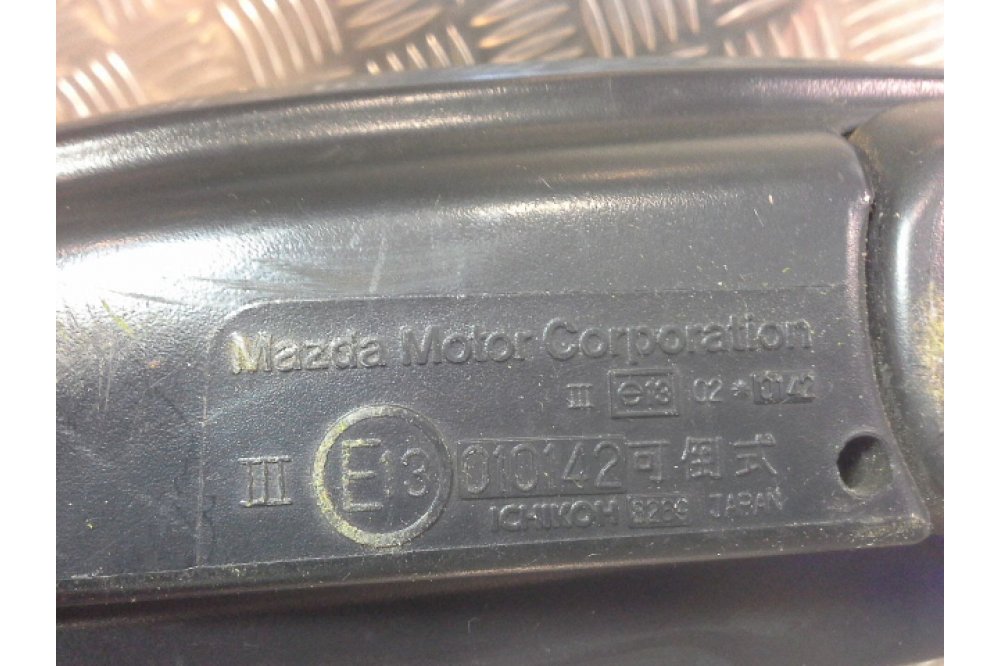 Mazda Motor Corporation
III e13 02 * 0142
III E13 010142 可倒式
ICHIKOH 8289 JAPAN